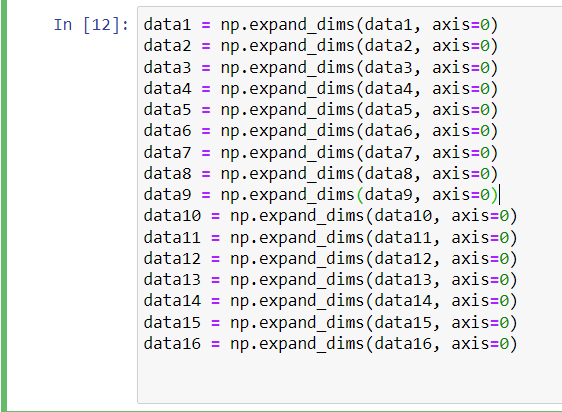 In [12]: data1 = np.expand_dims(data1, axis=0)
data2 = np.expand_dims(data2, axis=0)
data3 = np.expand_dims(data3, axis=0)
data4 = np.expand_dims(data4, axis=0)
data5 = np.expand_dims(data5, axis=0)
data6 = np.expand_dims(data6, axis=0)
data7 = np.expand_dims(data7, axis=0)
data8 = np.expand_dims(data8, axis=0)
data9 = np.expand_dims(data9, axis=0)
data10 = np.expand_dims(data10, axis=0)
data11 = np.expand_dims(data11, axis=0)
data12 = np.expand_dims(data12, axis=0)
data13 = np.expand_dims(data13, axis=0)
data14 = np.expand_dims(data14, axis=0)
data15 = np.expand_dims(data15, axis=0)
data16 = np.expand_dims(data16, axis=0)